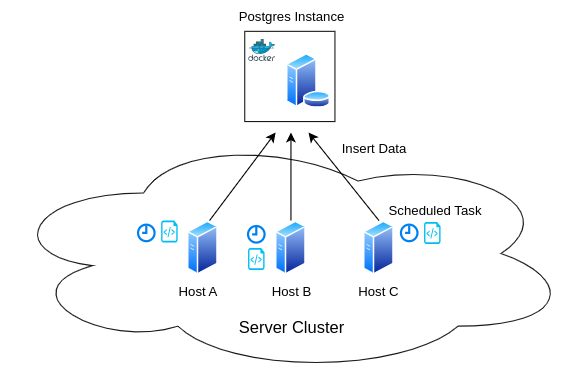 Postgres Instance
docker
Insert Data
Scheduled Task
Host A
Host B
Host C
Server Cluster